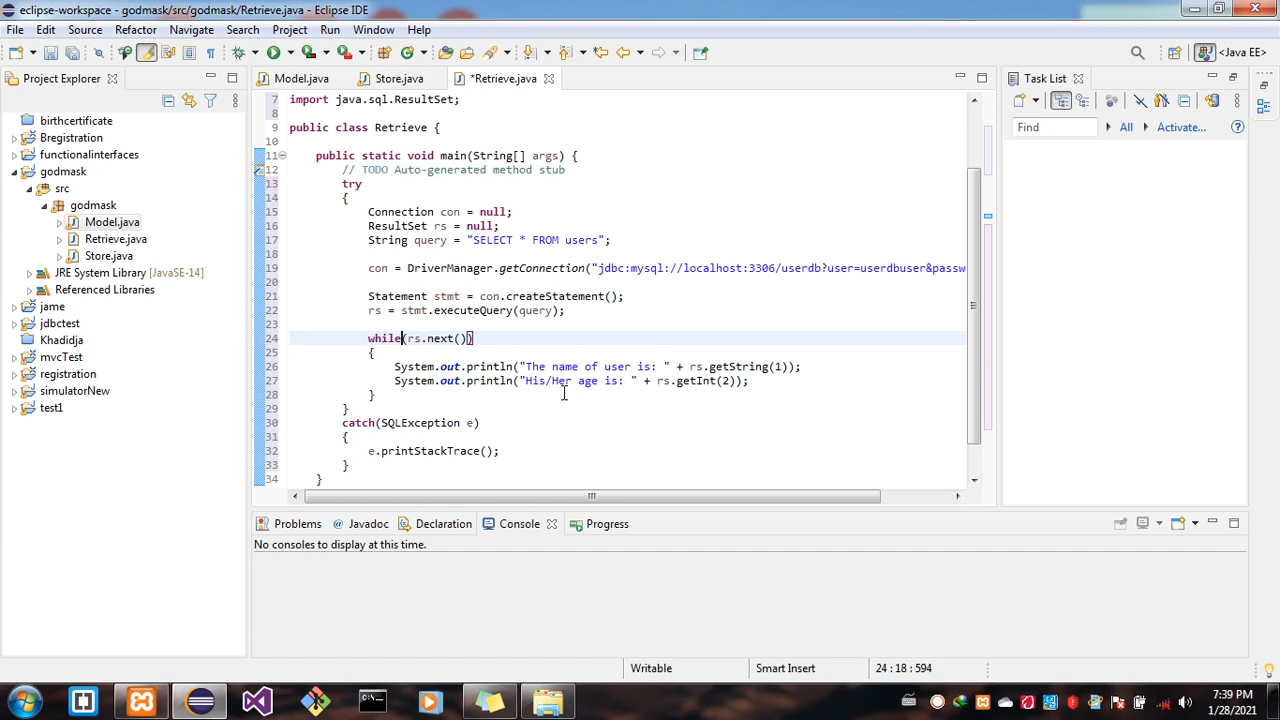 eclipse-workspace - godmask/src/godmask/Retrieve.java - Eclipse IDE
File Edit Source Refactor Navigate Search Project Run Window Help
<Java EE>
Project Explorer
birthcertificate
Bregistration
functionalinterfaces
godmask
src
godmask
Model.java
Retrieve.java
Store.java
JRE System Library [JavaSE-14]
Referenced Libraries
jame
jdbctest
Khadidja
mvcTest
registration
simulatorNew
test1
Model.java Store.java *Retrieve.java
7 import java.sql.ResultSet;
8
9 public class Retrieve {
10
11 public static void main(String[] args) {
12 // TODO Auto-generated method stub
13 try
14 {
15 Connection con = null;
16 ResultSet rs = null;
17 String query = "SELECT * FROM users";
18
19 con = DriverManager.getConnection("jdbc:mysql://localhost:3306/userdb?user=userdbuser&passw
20
21 Statement stmt = con.createStatement();
22 rs = stmt.executeQuery(query);
23
24 while(rs.next())
25 {
26 System.out.println("The name of user is: " + rs.getString(1));
27 System.out.println("His/Her age is: " + rs.getInt(2));
28 }
29 }
30 catch(SQLException e)
31 {
32 e.printStackTrace();
33 }
34 }
Task List
Find All Activate...
Problems Javadoc Declaration Console Progress
No consoles to display at this time.
Writable Smart Insert 24 : 18 : 594
7:39 PM
1/28/2021